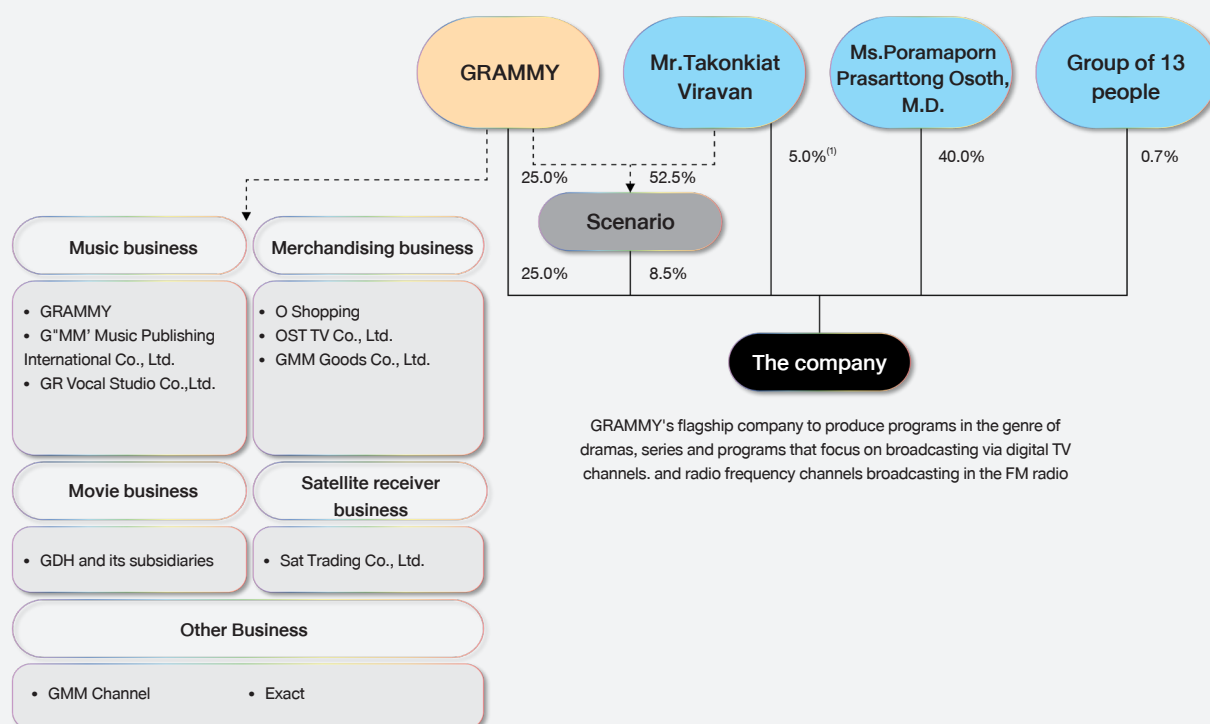 GRAMMY
Mr.Takonkiat
Viravan
Ms.Poramaporn
Prasarttong Osoth,
M.D.
Group of 13
people
5.0%(1)
40.0%
0.7%
25.0%
52.5%
Scenario
25.0%
8.5%
The company
GRAMMY's flagship company to produce programs in the genre of
dramas, series and programs that focus on broadcasting via digital TV
channels. and radio frequency channels broadcasting in the FM radio
Music business
• GRAMMY
• G"MM' Music Publishing
International Co., Ltd.
• GR Vocal Studio Co.,Ltd.
Merchandising business
• O Shopping
• OST TV Co., Ltd.
• GMM Goods Co., Ltd.
Movie business
• GDH and its subsidiaries
Satellite receiver
business
• Sat Trading Co., Ltd.
Other Business
• GMM Channel
• Exact